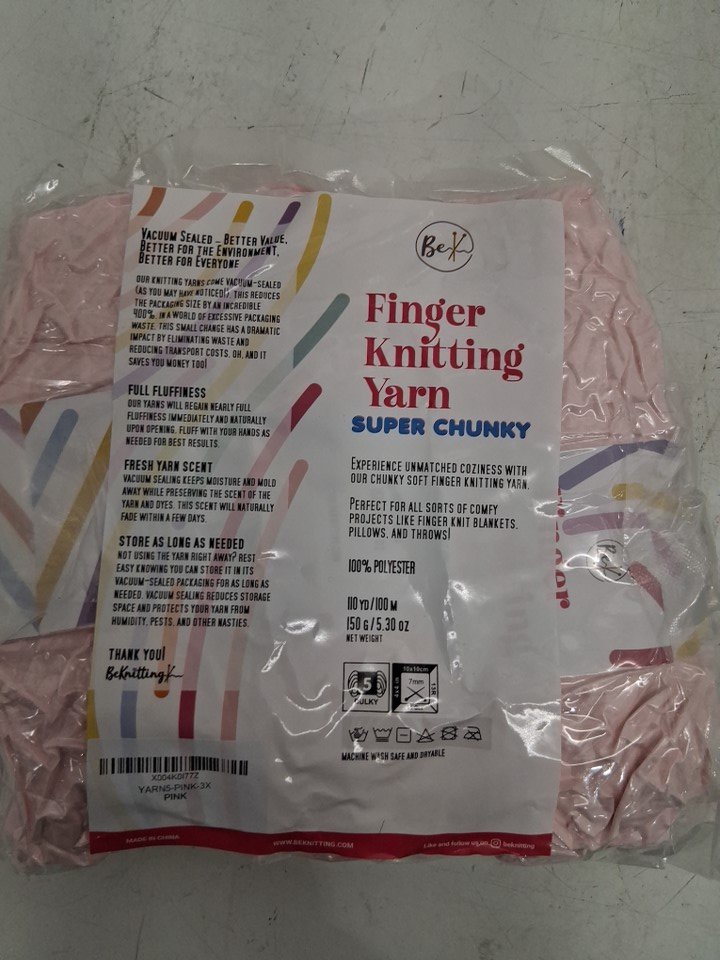 VACUUM SEALED – BETTER VALUE,
BETTER FOR THE ENVIRONMENT,
BETTER FOR EVERYONE
OUR KNITTING YARNS COME VACUUM-SEALED
(AS YOU MAY HAVE NOTICED!). THIS REDUCES
THE PACKAGING SIZE BY AN INCREDIBLE
400%. IN A WORLD OF EXCESSIVE PACKAGING
WASTE, THIS SMALL CHANGE HAS A DRAMATIC
IMPACT BY ELIMINATING WASTE AND
REDUCING TRANSPORT COSTS. OH, AND IT
SAVES YOU MONEY TOO!
FULL FLUFFINESS
OUR YARNS WILL REGAIN NEARLY FULL
FLUFFINESS IMMEDIATELY AND NATURALLY
UPON OPENING. FLUFF WITH YOUR HANDS AS
NEEDED FOR BEST RESULTS.
FRESH YARN SCENT
VACUUM SEALING KEEPS MOISTURE AND MOLD
AWAY WHILE PRESERVING THE SCENT OF THE
YARN AND DYES. THIS SCENT WILL NATURALLY
FADE WITHIN A FEW DAYS.
STORE AS LONG AS NEEDED
NOT USING THE YARN RIGHT AWAY? REST
EASY KNOWING YOU CAN STORE IT IN ITS
VACUUM-SEALED PACKAGING FOR AS LONG AS
NEEDED. VACUUM SEALING REDUCES STORAGE
SPACE AND PROTECTS YOUR YARN FROM
HUMIDITY, PESTS, AND OTHER NASTIES.
THANK YOU!
BeKnitting
X004K0I77Z
YARN5-PINK-3X
PINK
BeK
Finger
Knitting
Yarn
SUPER CHUNKY
EXPERIENCE UNMATCHED COZINESS WITH
OUR CHUNKY SOFT FINGER KNITTING YARN.
PERFECT FOR ALL SORTS OF COMFY
PROJECTS LIKE FINGER KNIT BLANKETS,
PILLOWS, AND THROWS!
100% POLYESTER
110 YD / 100 M
150 G / 5.30 OZ
NET WEIGHT
5
BULKY
10x10cm
4x4 in
7mm
MACHINE WASH SAFE AND DRYABLE
MADE IN CHINA
WWW.BEKNITTING.COM
Like and follow us on beknitting
BeK